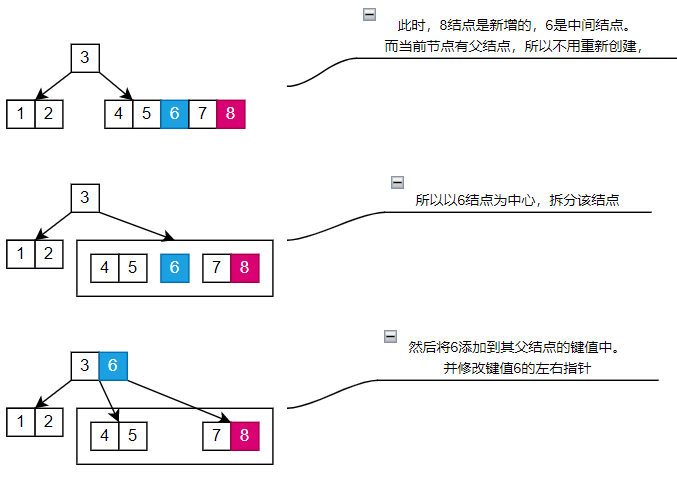 此时，8结点是新增的，6是中间结点。
而当前节点有父结点，所以不用重新创建，
3
1 2
4 5 6 7 8
所以以6结点为中心，拆分该结点
3
1 2
4 5 6 7 8
然后将6添加到其父结点的键值中。
并修改键值6的左右指针
3 6
1 2
4 5 7 8